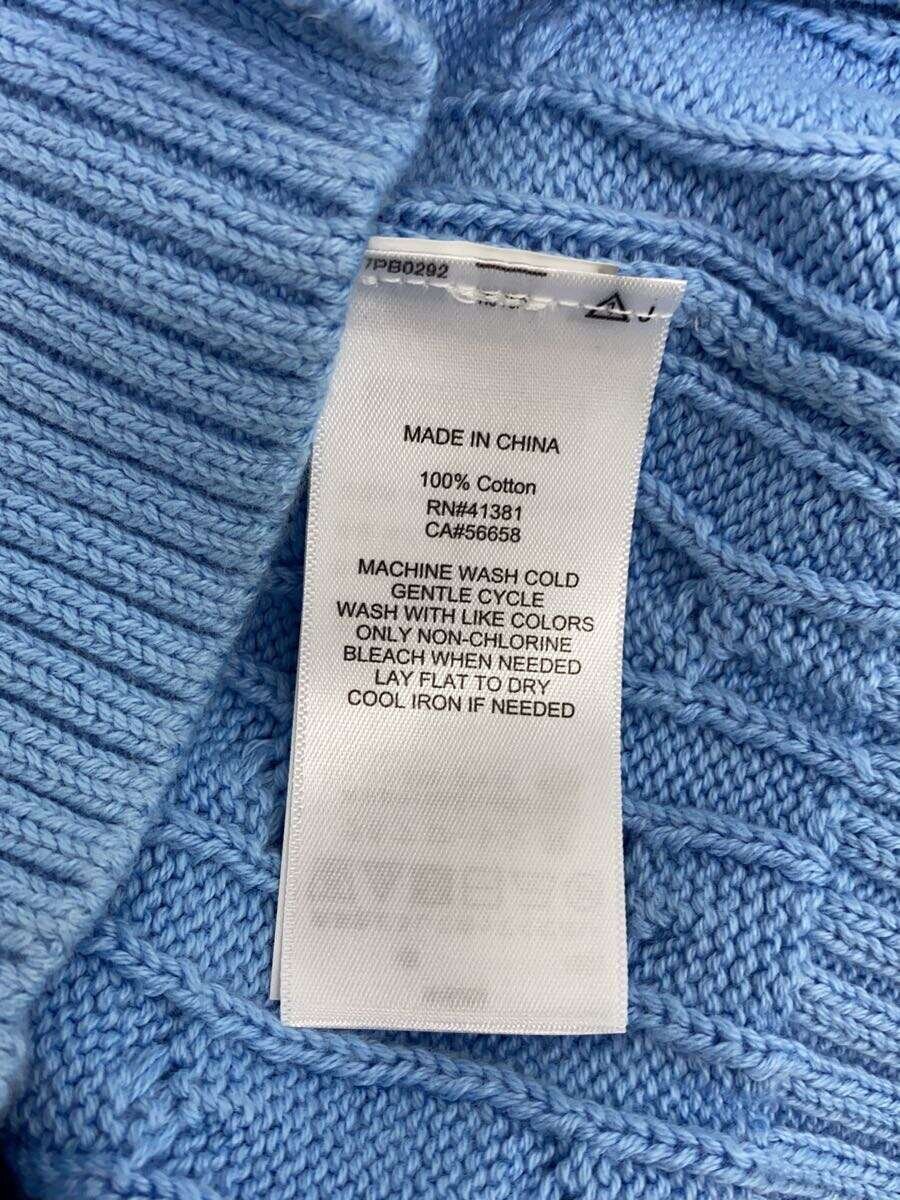 7PB0292
J
MADE IN CHINA
100% Cotton
RN#41381
CA#56658
MACHINE WASH COLD
GENTLE CYCLE
WASH WITH LIKE COLORS
ONLY NON-CHLORINE
BLEACH WHEN NEEDED
LAY FLAT TO DRY
COOL IRON IF NEEDED